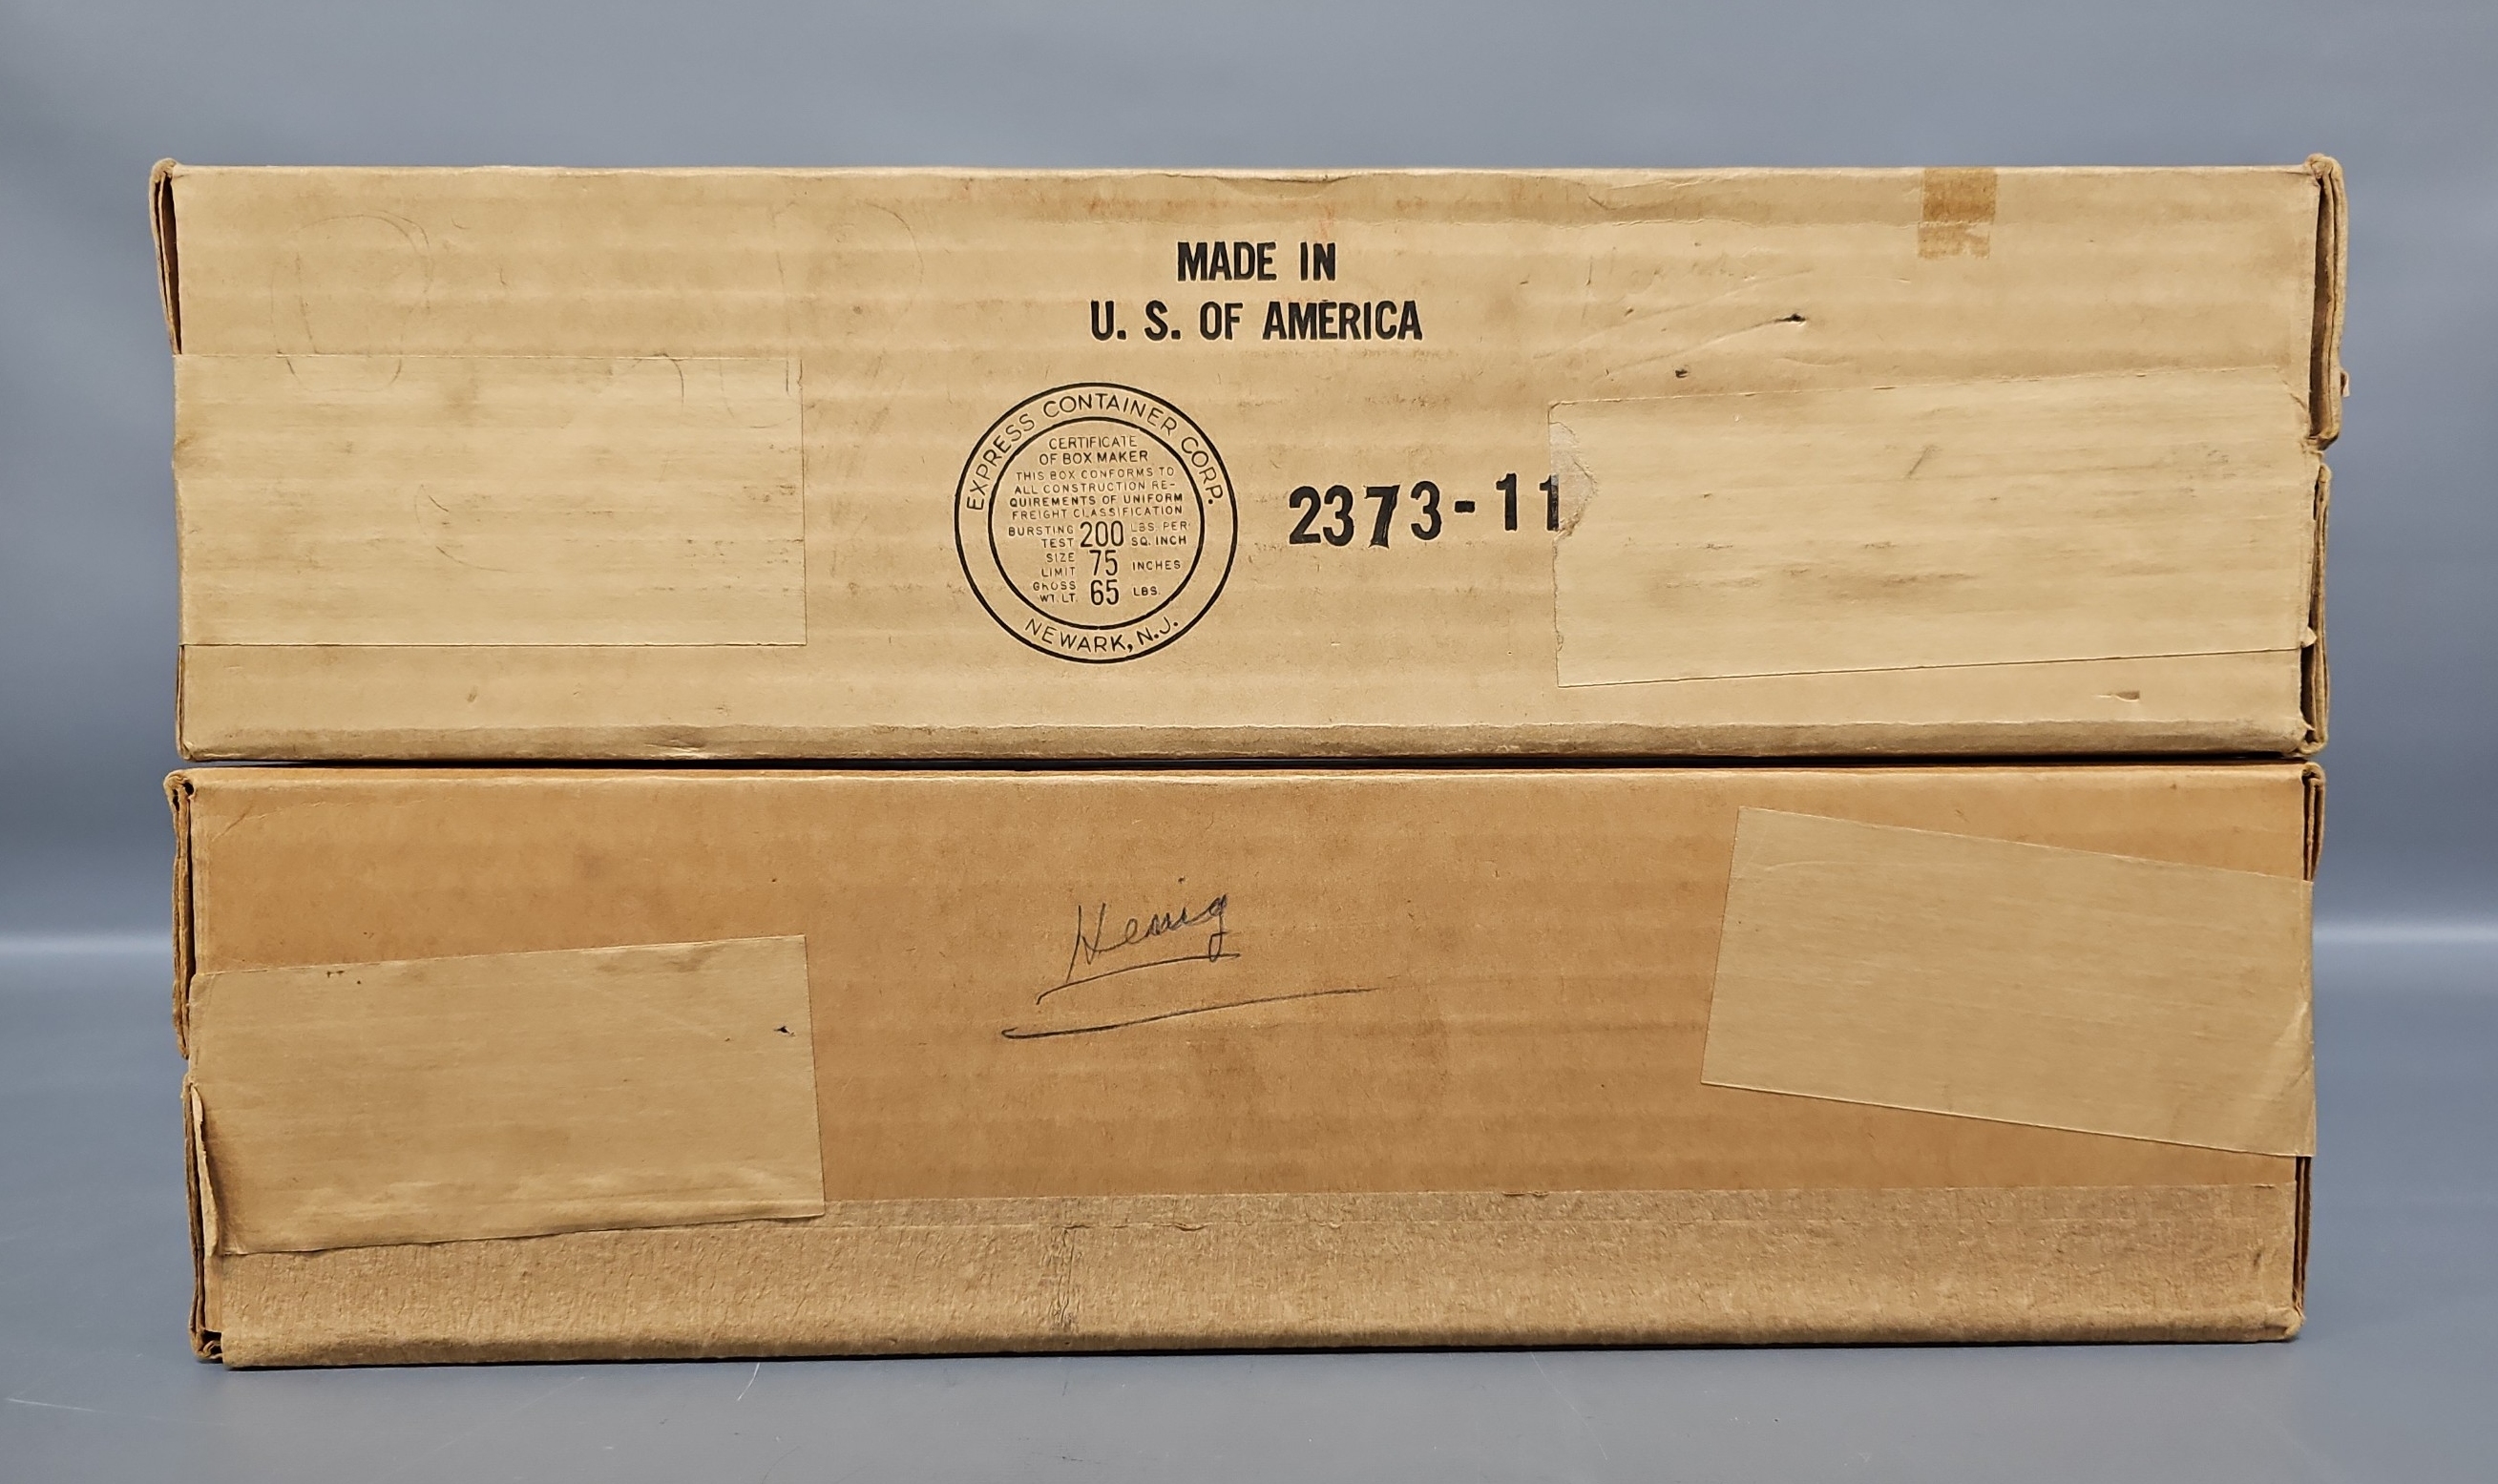 MADE IN
U. S. OF AMERICA
EXPRESS CONTAINER CORP.
CERTIFICATE
OF BOX MAKER
THIS BOX CONFORMS TO
ALL CONSTRUCTION RE-
QUIREMENTS OF UNIFORM
FREIGHT CLASSIFICATION
BURSTING TEST 200 LBS. PER SQ. INCH
SIZE LIMIT 75 INCHES
GROSS WT. LT. 65 LBS.
NEWARK, N.J.
2373-11